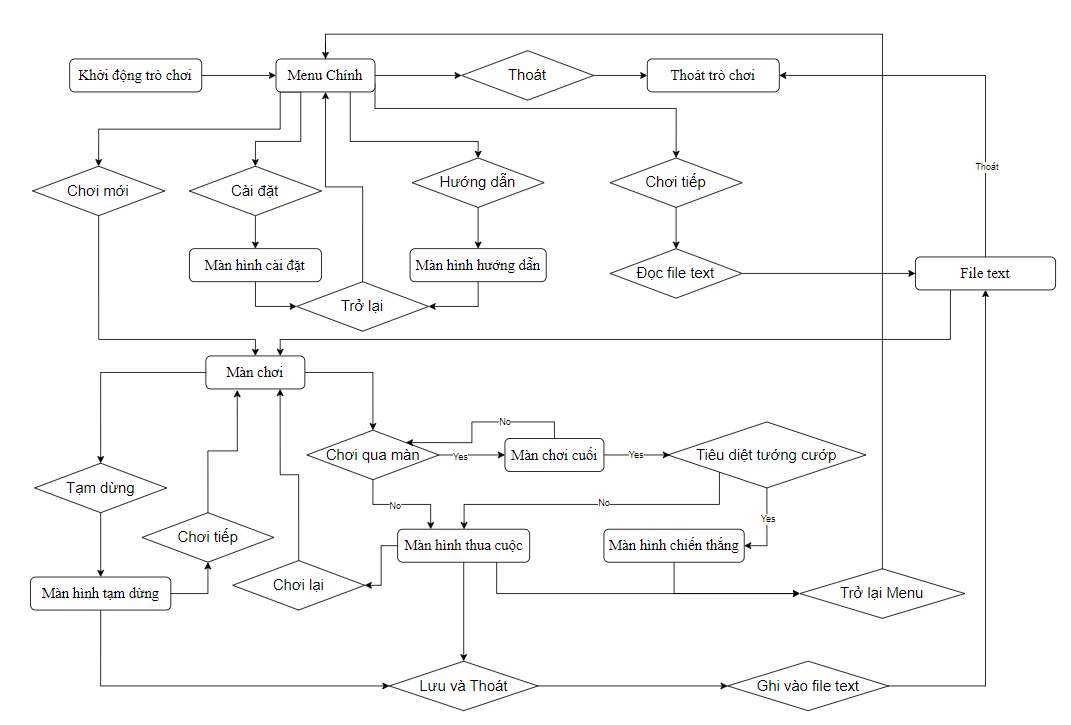 Khởi động trò chơi
Menu Chính
Thoát
Thoát trò chơi
Thoát
Chơi mới
Cài đặt
Hướng dẫn
Chơi tiếp
Màn hình cài đặt
Màn hình hướng dẫn
Đọc file text
File text
Trở lại
Màn chơi
No
Chơi qua màn
Yes
Màn chơi cuối
Yes
Tiêu diệt tướng cướp
Tạm dừng
No
No
Yes
Chơi tiếp
Màn hình thua cuộc
Màn hình chiến thắng
Chơi lại
Màn hình tạm dừng
Trở lại Menu
Lưu và Thoát
Ghi vào file text